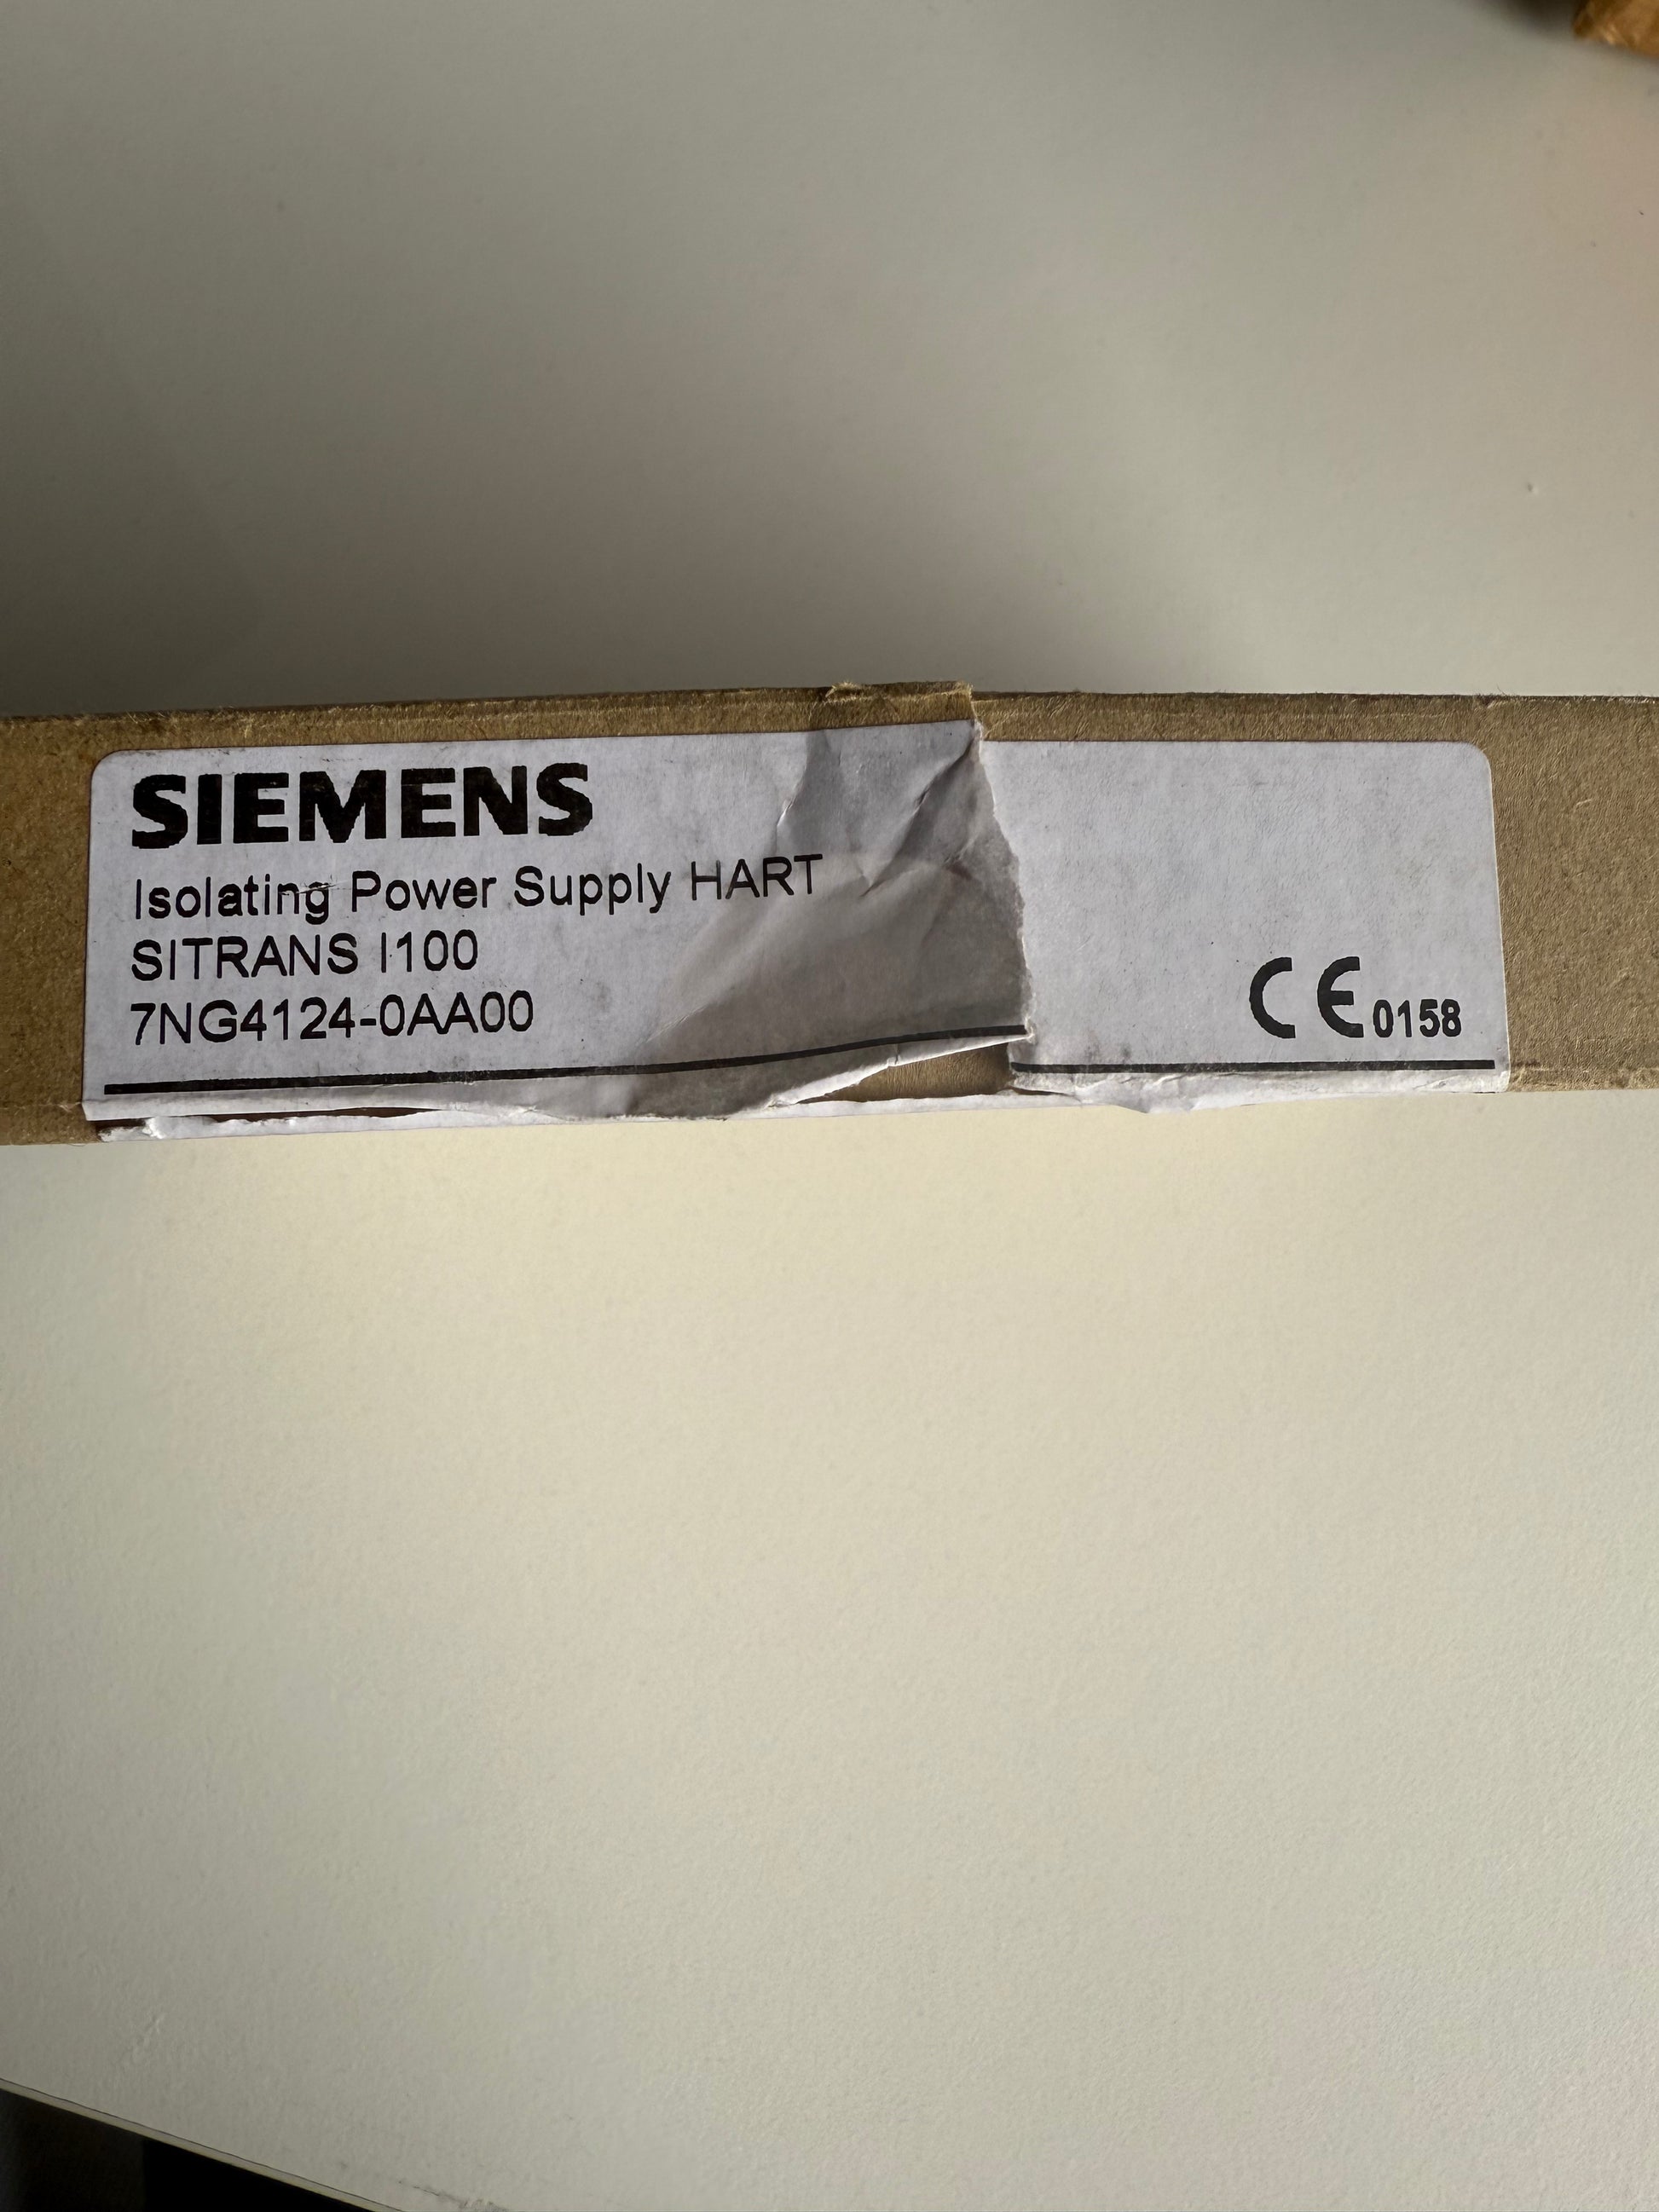 SIEMENS
Isolating Power Supply HART
SITRANS I100
7NG4124-0AA00
CE 0158